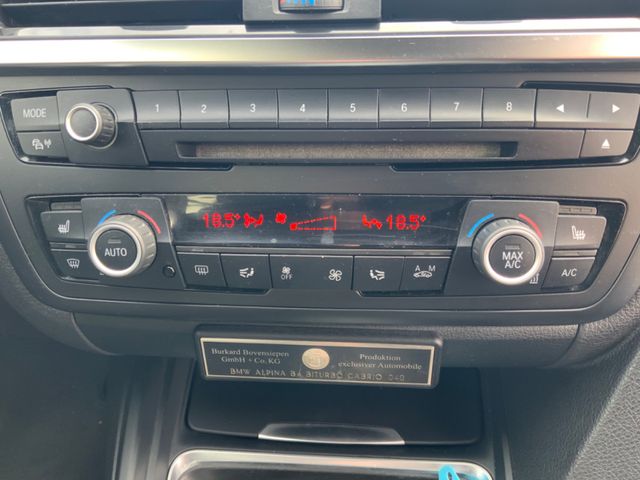 MODE 1 2 3 4 5 6 7 8
18.5° 18.5°
AUTO OFF A M MAX A/C A/C
Burkard Bovensiepen Produktion
GmbH + Co. KG exclusiver Automobile
BMW ALPINA B4 BITURBO CABRIO 040